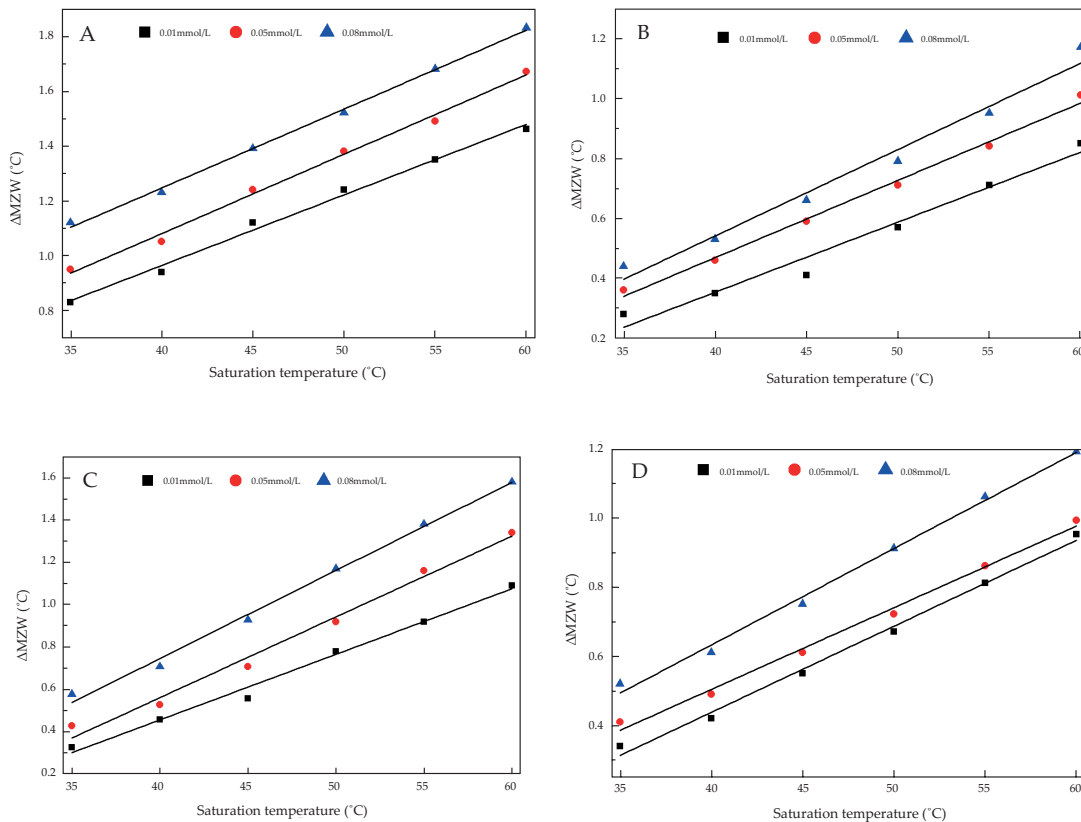 A
0.01mmol/L 0.05mmol/L 0.08mmol/L
1.8
1.6
1.4
1.2
1.0
0.8
ΔMZW (°C)
35 40 45 50 55 60
Saturation temperature (°C)
B
0.01mmol/L 0.05mmol/L 0.08mmol/L
1.2
1.0
0.8
0.6
0.4
0.2
ΔMZW (°C)
35 40 45 50 55 60
Saturation temperature (°C)
C
0.01mmol/L 0.05mmol/L 0.08mmol/L
1.6
1.4
1.2
1.0
0.8
0.6
0.4
0.2
ΔMZW (°C)
35 40 45 50 55 60
Saturation temperature (°C)
D
0.01mmol/L 0.05mmol/L 0.08mmol/L
1.2
1.0
0.8
0.6
0.4
ΔMZW (°C)
35 40 45 50 55 60
Saturation temperature (°C)